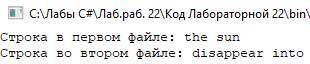 C:\Лабы C#\Лаб.раб. 22\Код Лабораторной 22\bin\
Строка в первом файле: the sun
Строка во втором файле: disappear into